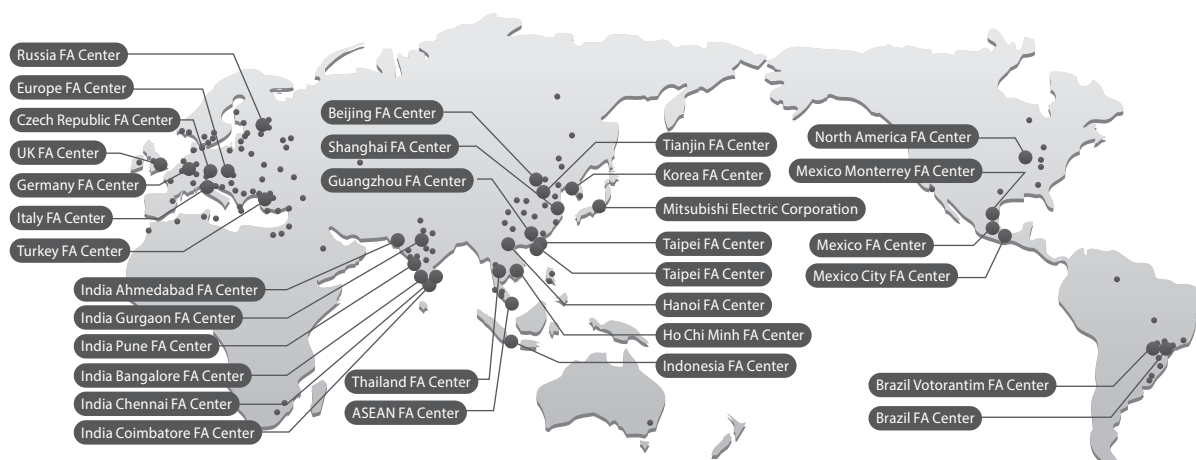 Russia FA Center
Europe FA Center
Czech Republic FA Center
UK FA Center
Germany FA Center
Italy FA Center
Turkey FA Center
India Ahmedabad FA Center
India Gurgaon FA Center
India Pune FA Center
India Bangalore FA Center
India Chennai FA Center
India Coimbatore FA Center
Beijing FA Center
Shanghai FA Center
Guangzhou FA Center
Thailand FA Center
ASEAN FA Center
Tianjin FA Center
Korea FA Center
Mitsubishi Electric Corporation
Taipei FA Center
Taipei FA Center
Hanoi FA Center
Ho Chi Minh FA Center
Indonesia FA Center
North America FA Center
Mexico Monterrey FA Center
Mexico FA Center
Mexico City FA Center
Brazil Votorantim FA Center
Brazil FA Center